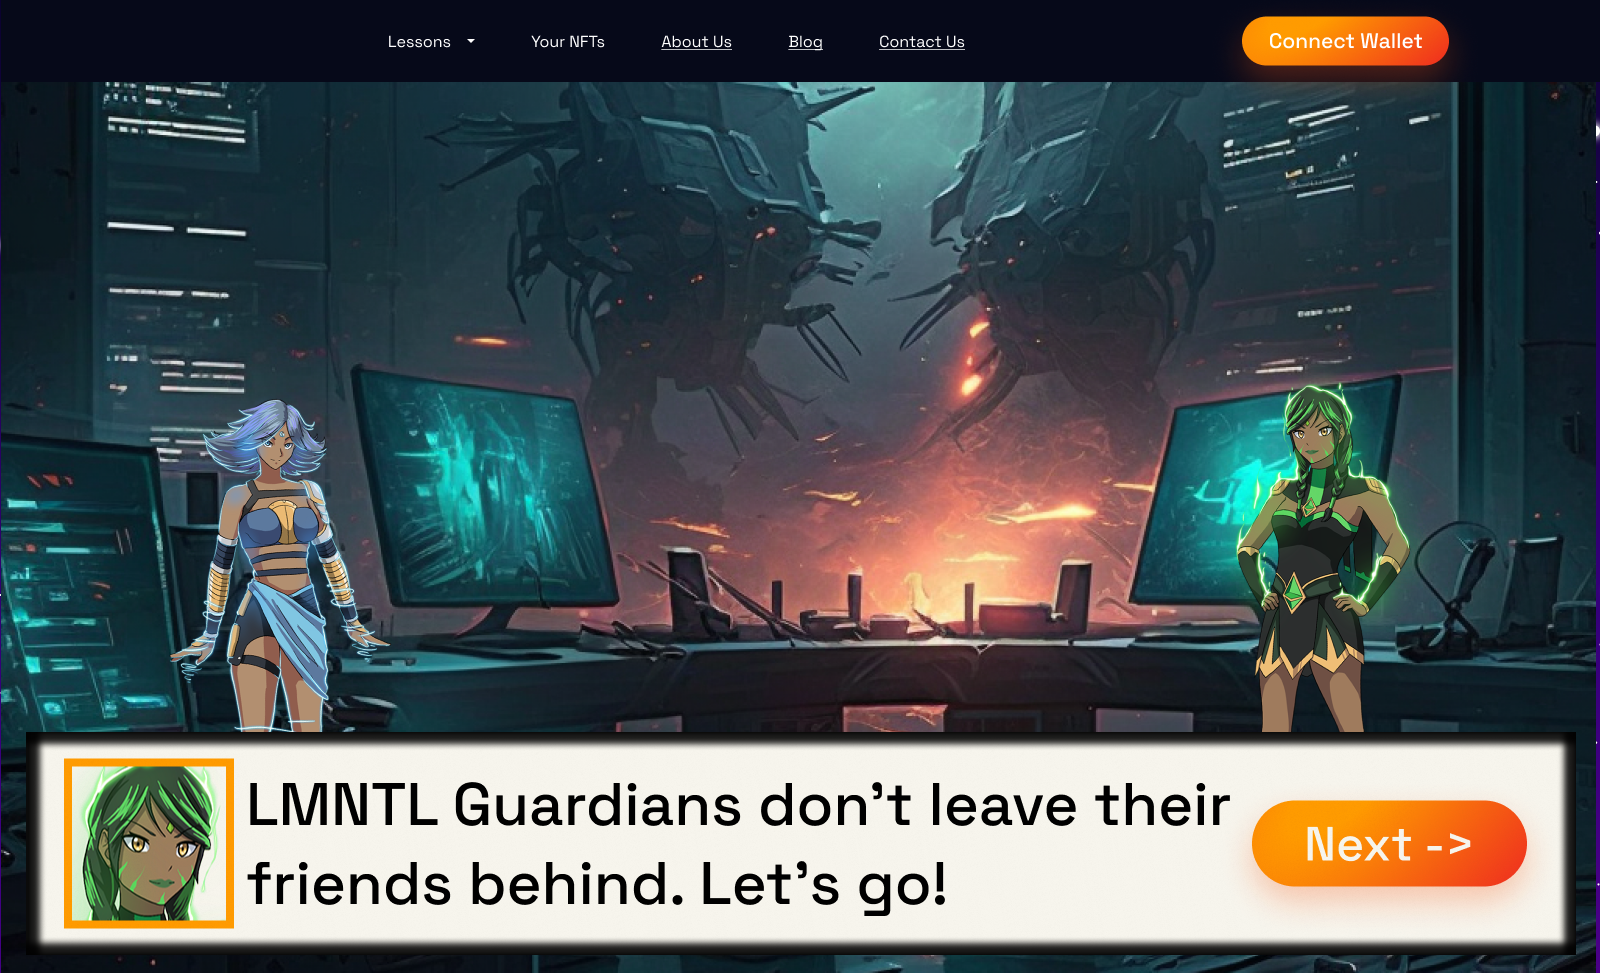 Lessons
Your NFTs
About Us
Blog
Contact Us
Connect Wallet
LMNTL Guardians don't leave their
friends behind. Let's go!
Next ->